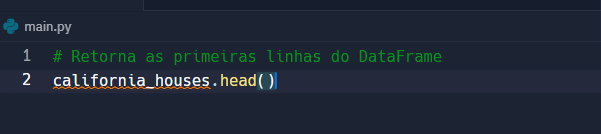 main.py
1 # Retorna as primeiras linhas do DataFrame
2 california_houses.head()